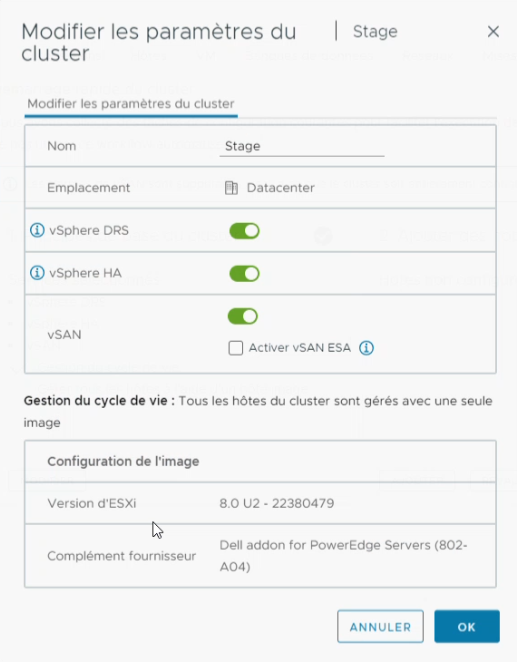 Modifier les paramètres du
cluster
Stage
Modifier les paramètres du cluster
Nom
Stage
Emplacement
Datacenter
vSphere DRS
vSphere HA
vSAN
Activer vSAN ESA
Gestion du cycle de vie : Tous les hôtes du cluster sont gérés avec une seule
image
Configuration de l'image
Version d'ESXi
8.0 U2 - 22380479
Complément fournisseur
Dell addon for PowerEdge Servers (802-
A04)
ANNULER
OK